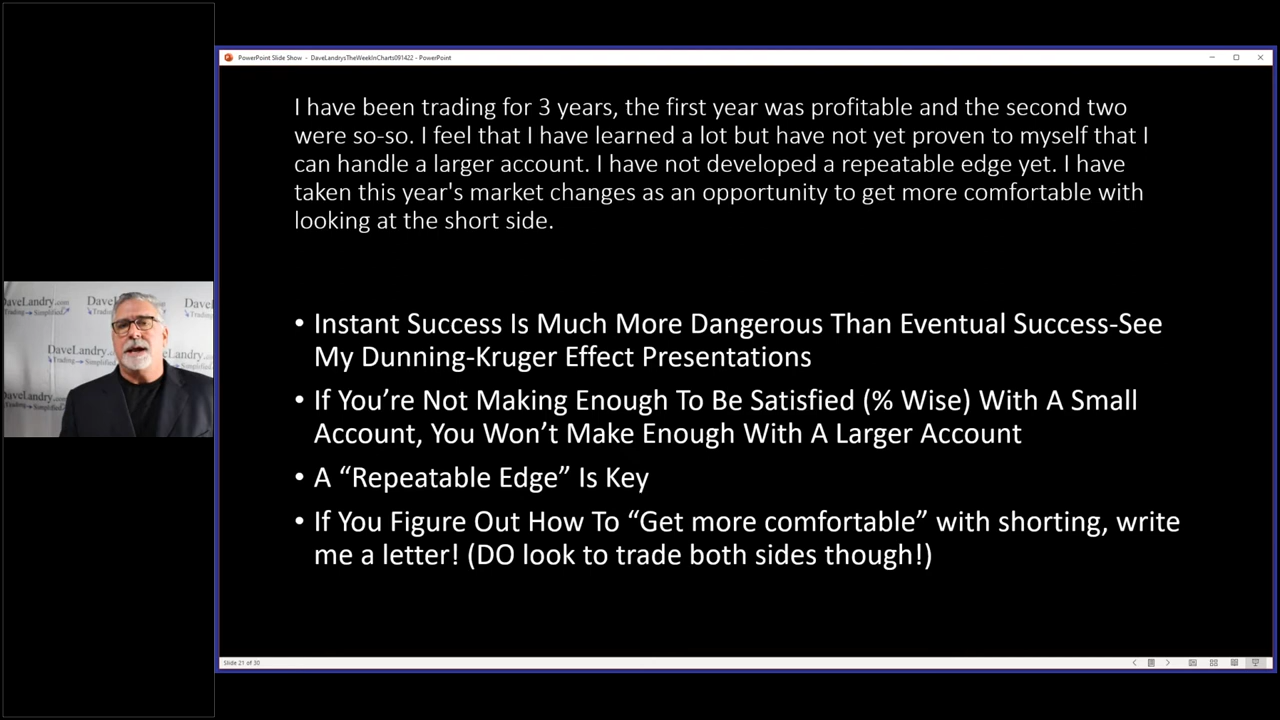 PowerPoint Slide Show - DaveLandrysTheWeekInCharts091422 - PowerPoint
I have been trading for 3 years, the first year was profitable and the second two
were so-so. I feel that I have learned a lot but have not yet proven to myself that I
can handle a larger account. I have not developed a repeatable edge yet. I have
taken this year's market changes as an opportunity to get more comfortable with
looking at the short side.
• Instant Success Is Much More Dangerous Than Eventual Success-See
My Dunning-Kruger Effect Presentations
• If You’re Not Making Enough To Be Satisfied (% Wise) With A Small
Account, You Won’t Make Enough With A Larger Account
• A “Repeatable Edge” Is Key
• If You Figure Out How To “Get more comfortable” with shorting, write
me a letter! (DO look to trade both sides though!)
DaveLandry.com
Trading Simplified
Slide 21 of 30